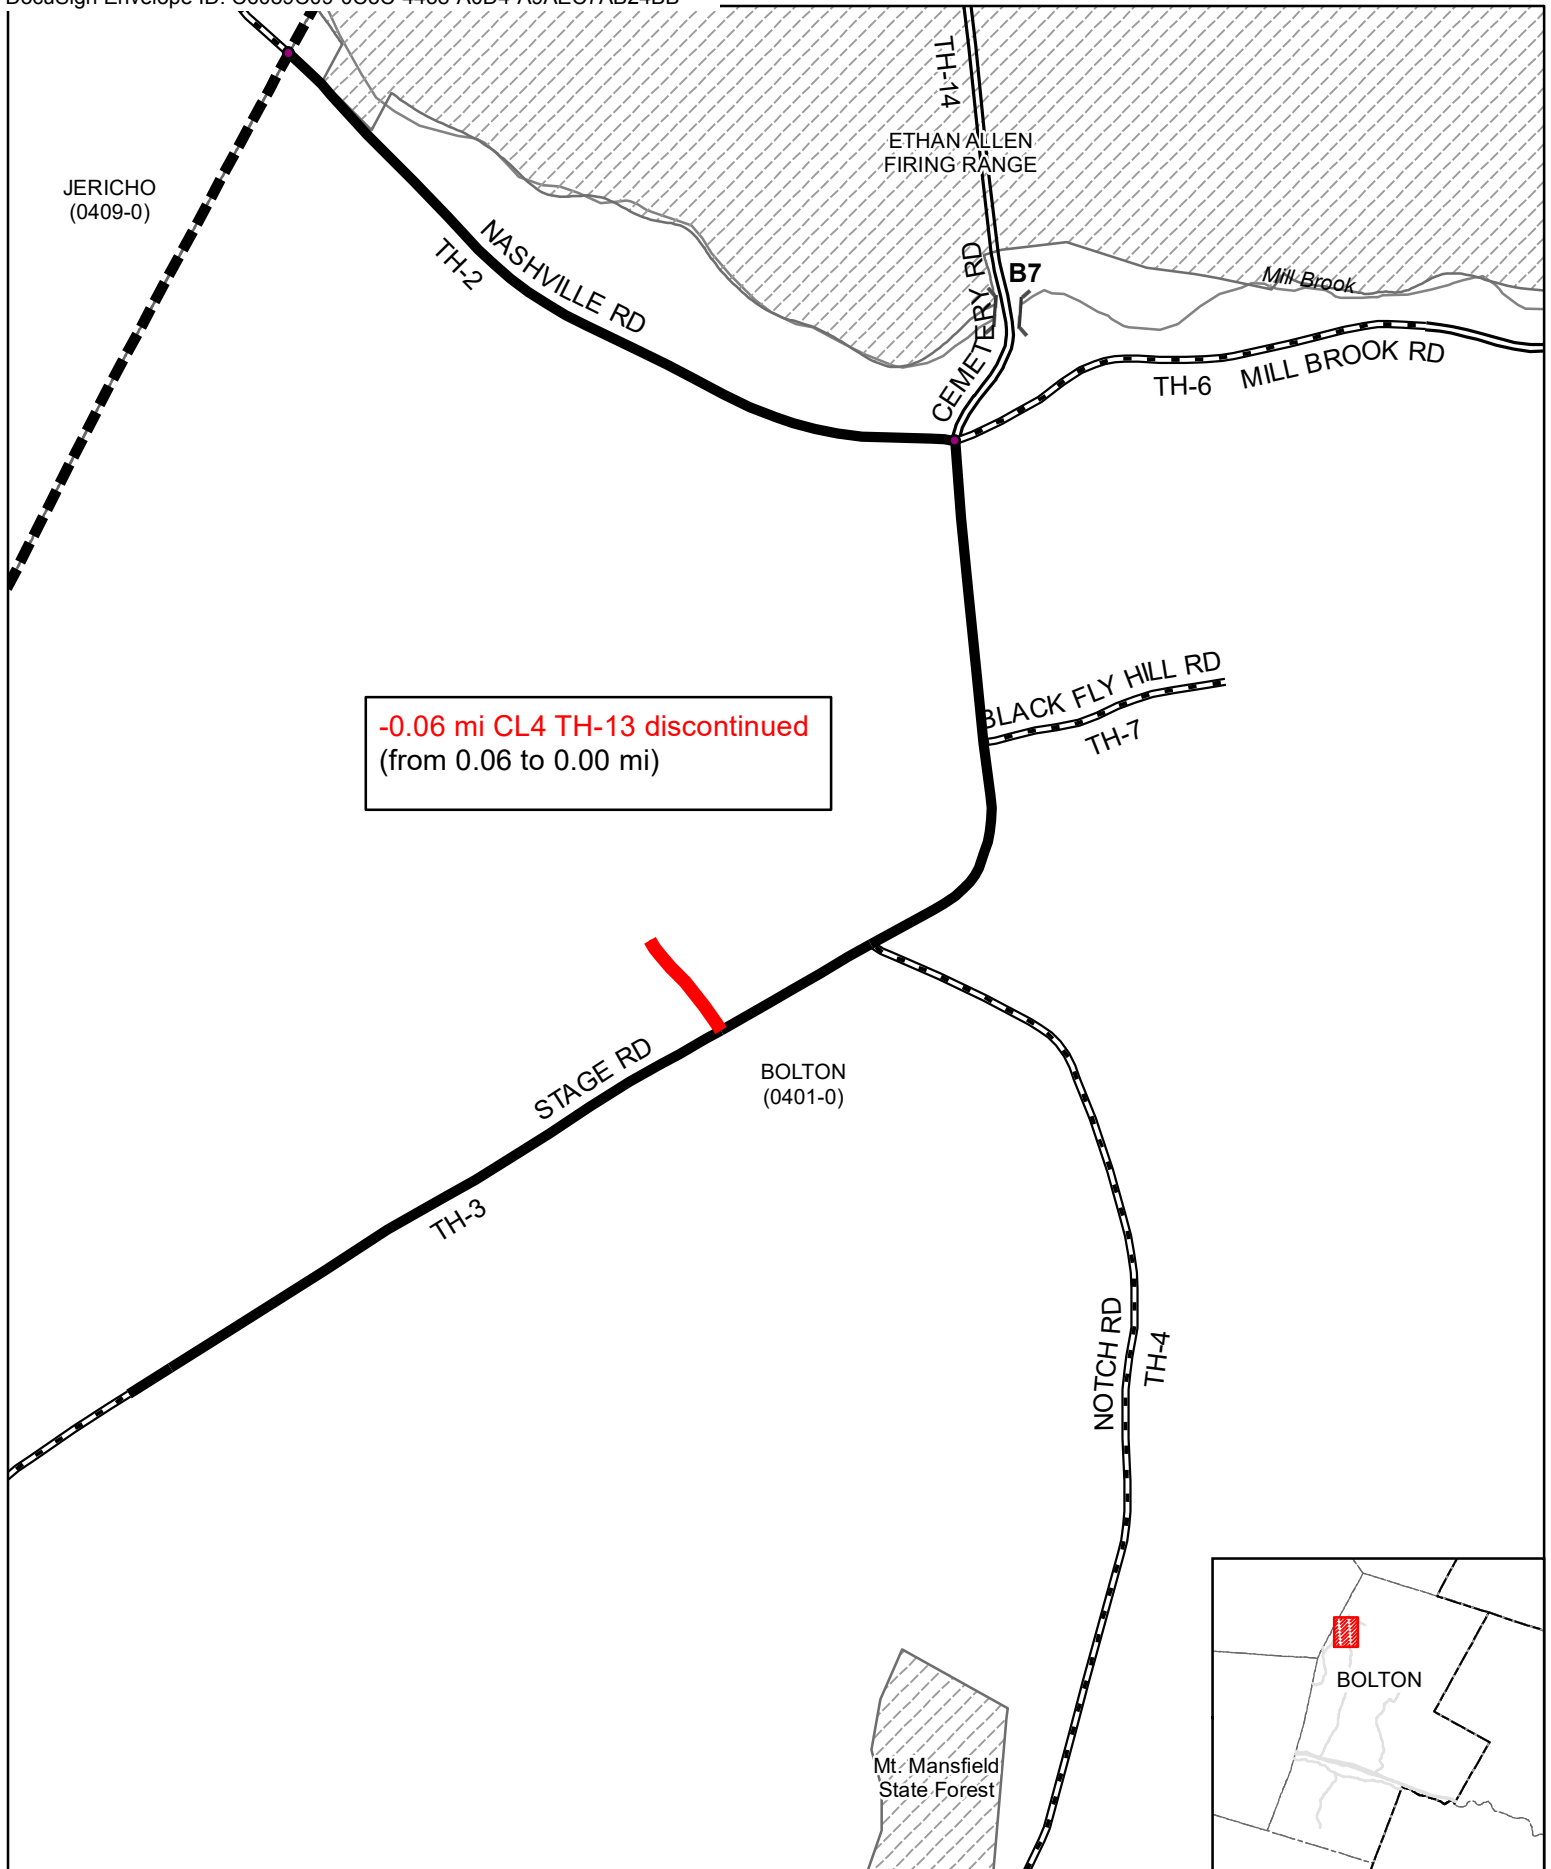 DocuSign Envelope ID:
TH-14
ETHAN ALLEN
FIRING RANGE
JERICHO
(0409-0)
NASHVILLE RD
TH-2
CEMETERY RD
B7
Mill Brook
TH-6
MILL BROOK RD
BLACK FLY HILL RD
TH-7
-0.06 mi CL4 TH-13 discontinued
(from 0.06 to 0.00 mi)
STAGE RD
BOLTON
(0401-0)
TH-3
NOTCH RD
TH-4
BOLTON
Mt. Mansfield
State Forest